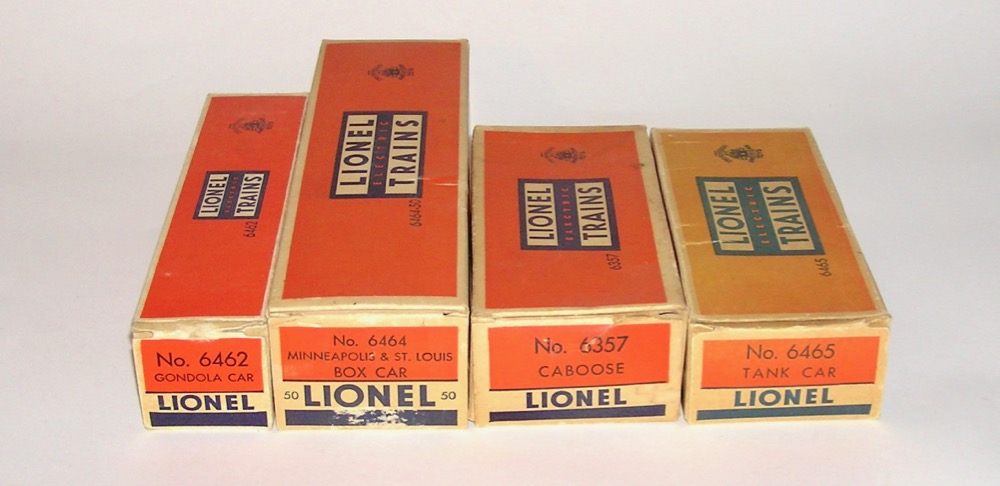 LIONEL
ELECTRIC
TRAINS
6462
No. 6462
GONDOLA CAR
LIONEL
LIONEL
ELECTRIC
TRAINS
6464-50
No. 6464
MINNEAPOLIS & ST. LOUIS
BOX CAR
50 LIONEL 50
LIONEL
ELECTRIC
TRAINS
6357
No. 6357
CABOOSE
LIONEL
LIONEL
ELECTRIC
TRAINS
6465
No. 6465
TANK CAR
LIONEL